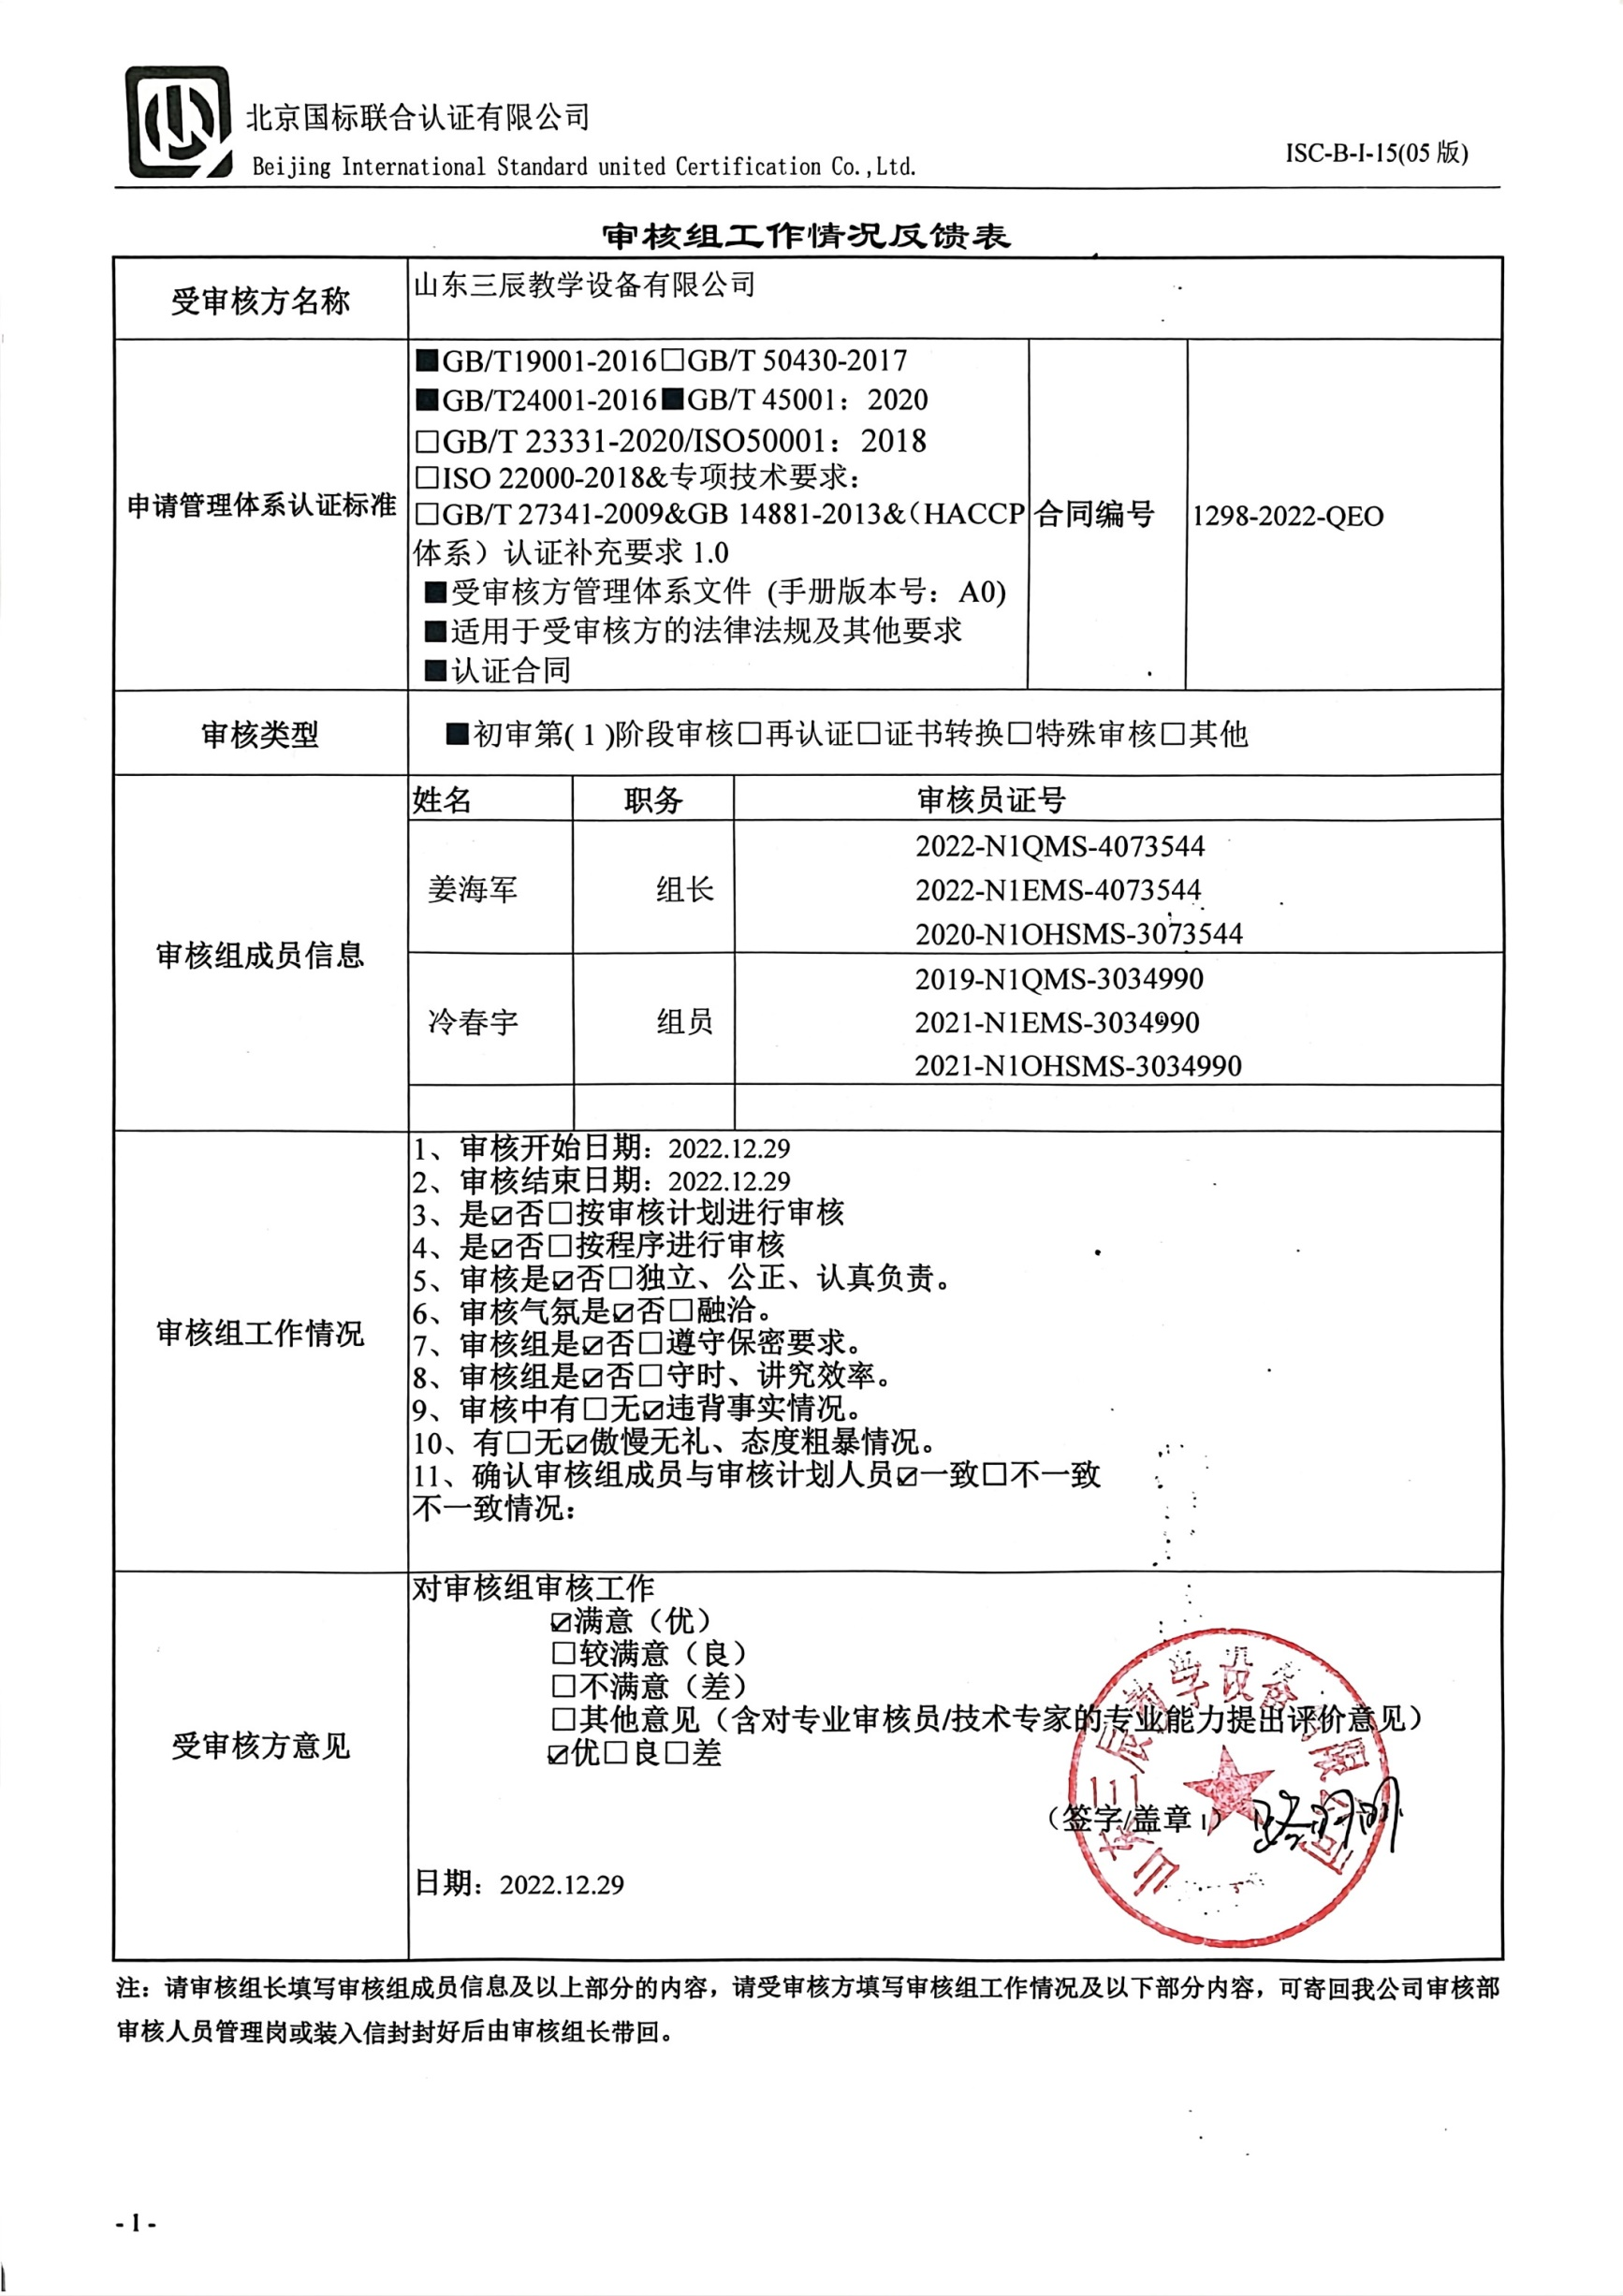 北京国标联合认证有限公司
Beijing International Standard united Certification Co.,Ltd.
ISC-B-I-15(05 版)
审核组工作情况反馈表
受审核方名称
山东三辰教学设备有限公司
申请管理体系认证标准
■GB/T19001-2016□GB/T 50430-2017
■GB/T24001-2016■GB/T 45001：2020
□GB/T 23331-2020/ISO50001：2018
□ISO 22000-2018&专项技术要求:
□GB/T 27341-2009&GB 14881-2013&(HACCP
体系）认证补充要求 1.0
■受审核方管理体系文件 (手册版本号：A0)
■适用于受审核方的法律法规及其他要求
■认证合同
合同编号
1298-2022-QEO
审核类型
■初审第( 1 )阶段审核□再认证□证书转换□特殊审核□其他
审核组成员信息
姓名 职务 审核员证号
姜海军 组长
2022-N1QMS-4073544
2022-N1EMS-4073544
2020-N1OHSMS-3073544
冷春宇 组员
2019-N1QMS-3034990
2021-N1EMS-3034990
2021-N1OHSMS-3034990
审核组工作情况
1、审核开始日期：2022.12.29
2、审核结束日期：2022.12.29
3、是☑否□按审核计划进行审核
4、是☑否□按程序进行审核
5、审核是☑否□独立、公正、认真负责。
6、审核气氛是☑否□融洽。
7、审核组是☑否□遵守保密要求。
8、审核组是☑否□守时、讲究效率。
9、审核中有□无☑违背事实情况。
10、有□无☑傲慢无礼、态度粗暴情况。
11、确认审核组成员与审核计划人员☑一致□不一致
不一致情况：
受审核方意见
对审核组审核工作
☑满意（优）
□较满意（良）
□不满意（差）
□其他意见（含对专业审核员/技术专家的专业能力提出评价意见）
☑优□良□差
（签字/盖章）
日期：2022.12.29
注：请审核组长填写审核组成员信息及以上部分的内容，请受审核方填写审核组工作情况及以下部分内容，可寄回我公司审核部
审核人员管理岗或装入信封封好后由审核组长带回。
- 1 -